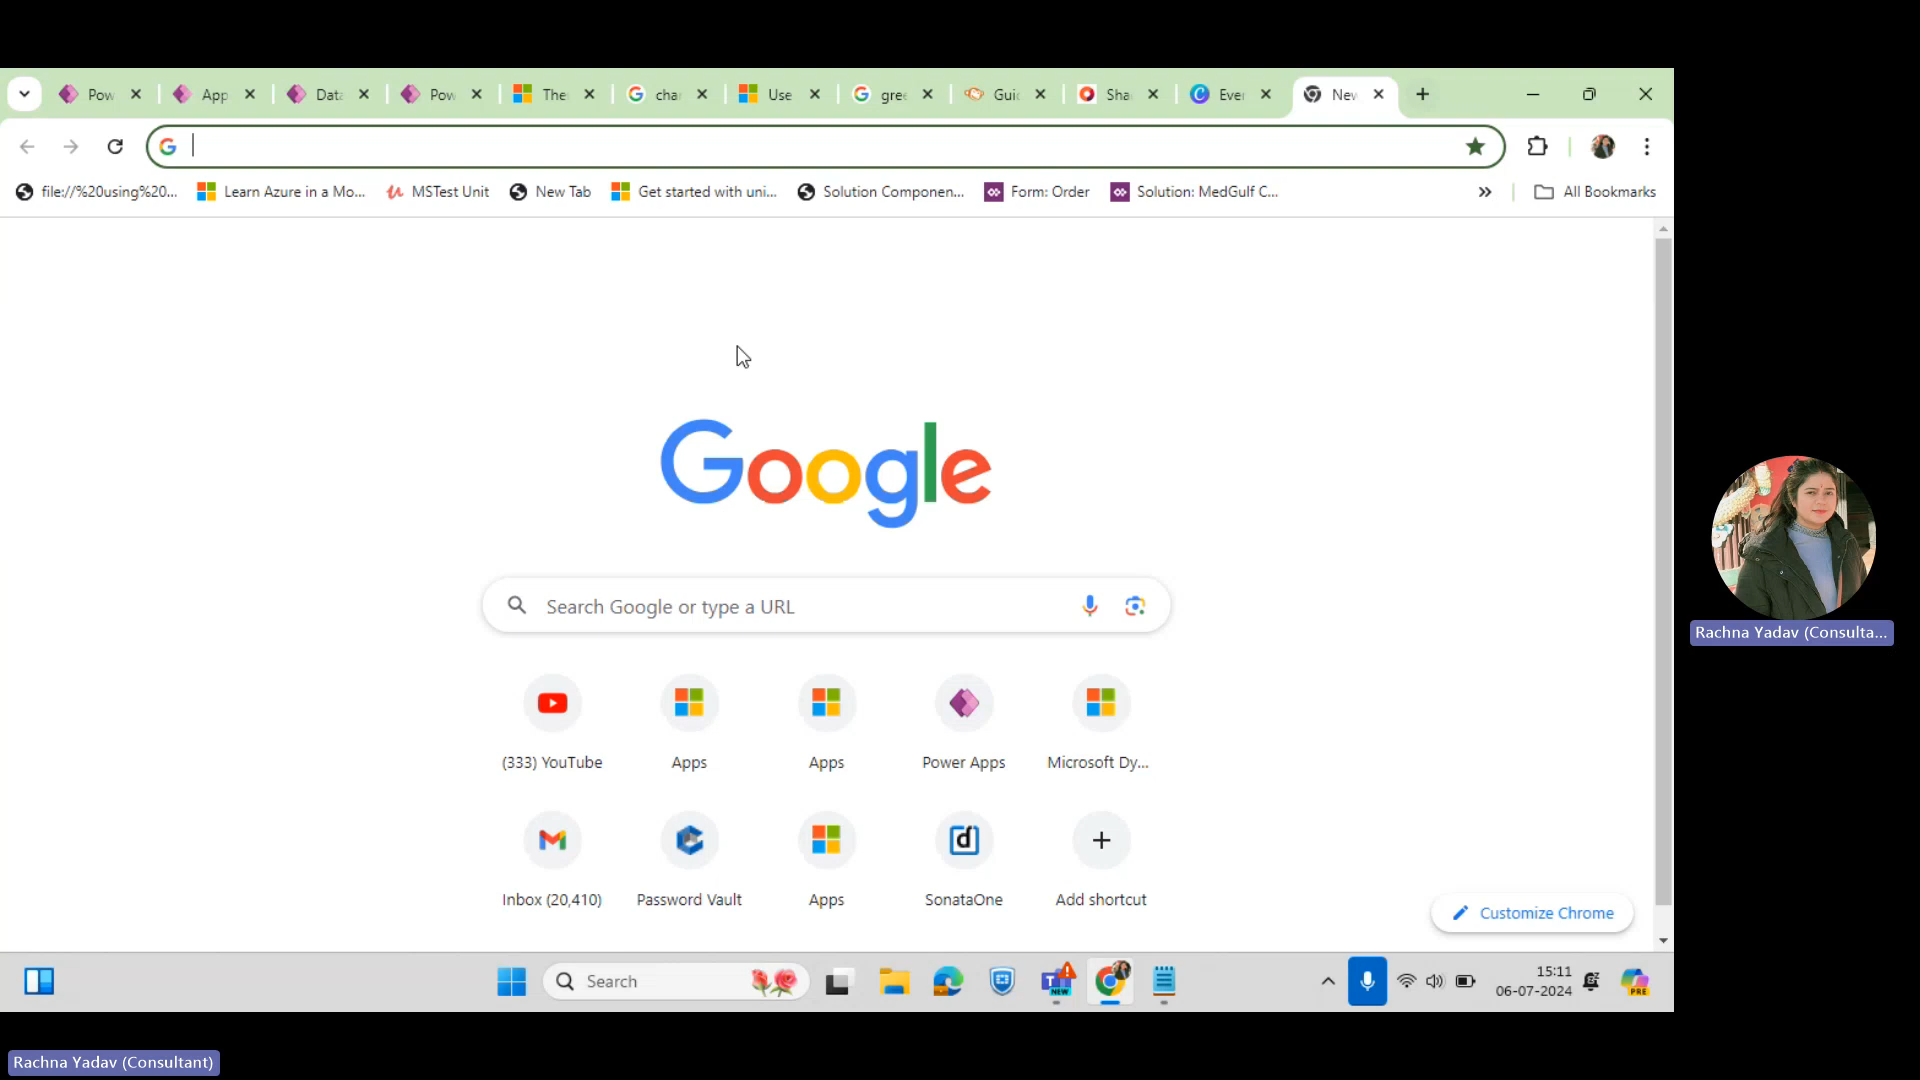 Pow
App
Data
Pow
The
cha
Use
gre
Gui
Sha
Ever
New
file://%20using%20...
Learn Azure in a Mo...
MSTest Unit
New Tab
Get started with uni...
Solution Componen...
Form: Order
Solution: MedGulf C...
All Bookmarks
Google
Search Google or type a URL
(333) YouTube
Apps
Apps
Power Apps
Microsoft Dy...
Inbox (20,410)
Password Vault
Apps
SonataOne
Add shortcut
Customize Chrome
Rachna Yadav (Consulta...
Search
NEW
15:11
06-07-2024
PRE
Rachna Yadav (Consultant)